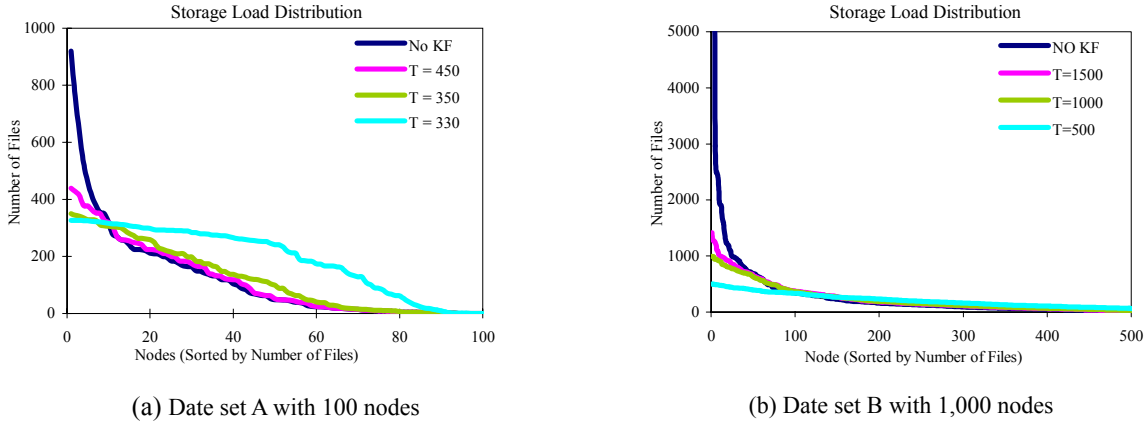 Storage Load Distribution
1000
800
600
400
200
0
Number of Files
No KF
T = 450
T = 350
T = 330
0 20 40 60 80 100
Nodes (Sorted by Number of Files)
(a) Date set A with 100 nodes
Storage Load Distribution
5000
4000
3000
2000
1000
0
Number of Files
NO KF
T=1500
T=1000
T=500
0 100 200 300 400 500
Node (Sorted by Number of Files)
(b) Date set B with 1,000 nodes